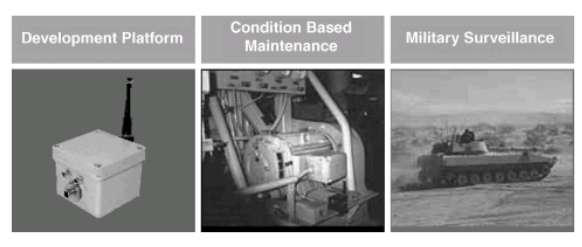 Development Platform
Condition Based
Maintenance
Military Surveillance